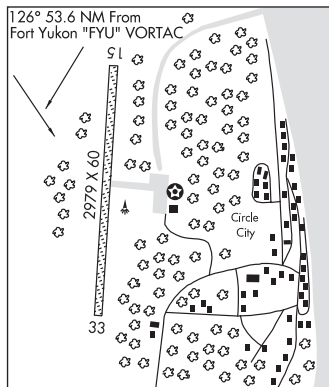 126° 53.6 NM From
Fort Yukon "FYU" VORTAC
15
2979 X 60
Circle
City
33